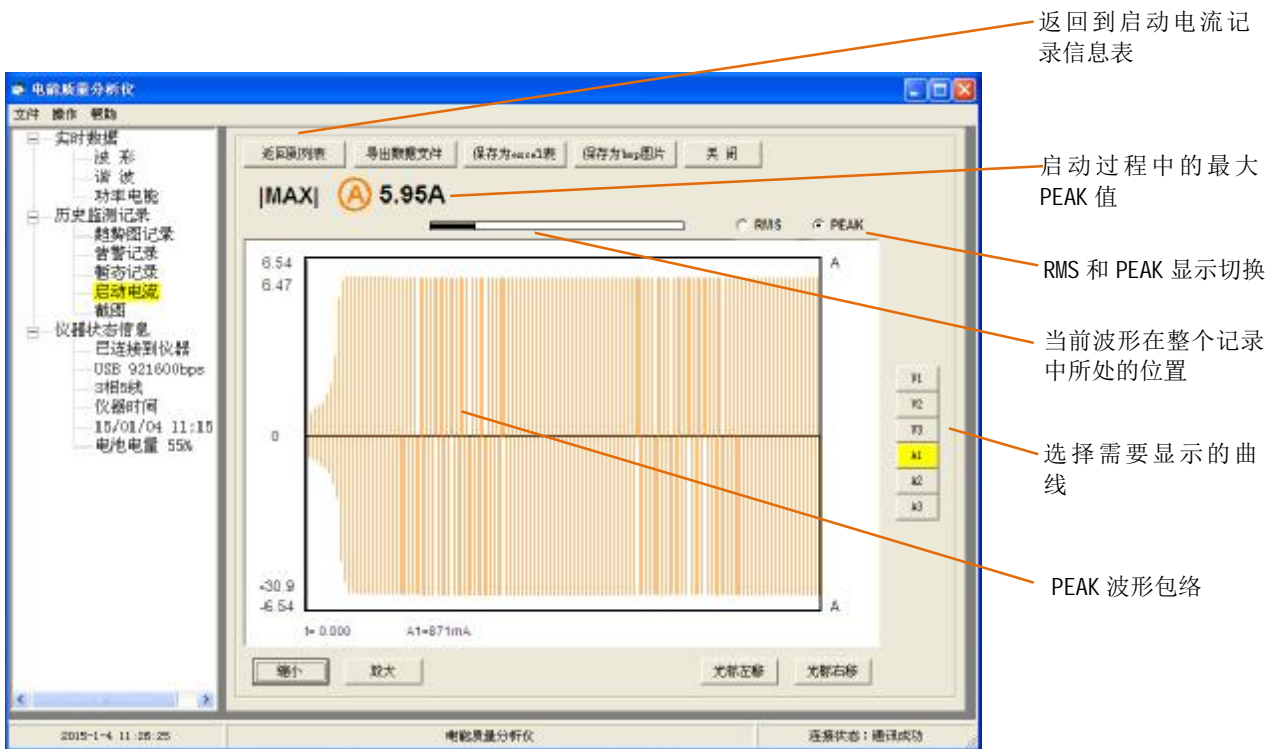 返回到启动电流记
录信息表
电能质量分析仪
文件 操作 帮助
实时数据
波 形
谐 波
功率电能
历史监测记录
趋势图记录
告警记录
暂态记录
启动电流
截图
仪器状态信息
已连接到仪器
USB 921600bps
3相5线
仪器时间
15/01/04 11:15
电池电量 55%
返回到列表 导出数据文件 保存为excel表 保存为bmp图片 关 闭
|MAX| A 5.95A
启动过程中的最大
PEAK 值
RMS PEAK
RMS 和 PEAK 显示切换
6.54 A
6.47
当前波形在整个记录
中所处的位置
V1
V2
V3
A1
A2
A3
0
选择需要显示的曲
线
PEAK 波形包络
-30.9
-6.54 A
t= 0.000 A1=871mA
缩小 放大 光标左移 光标右移
2015-1-4 11:26:25 电能质量分析仪 连接状态：通讯成功